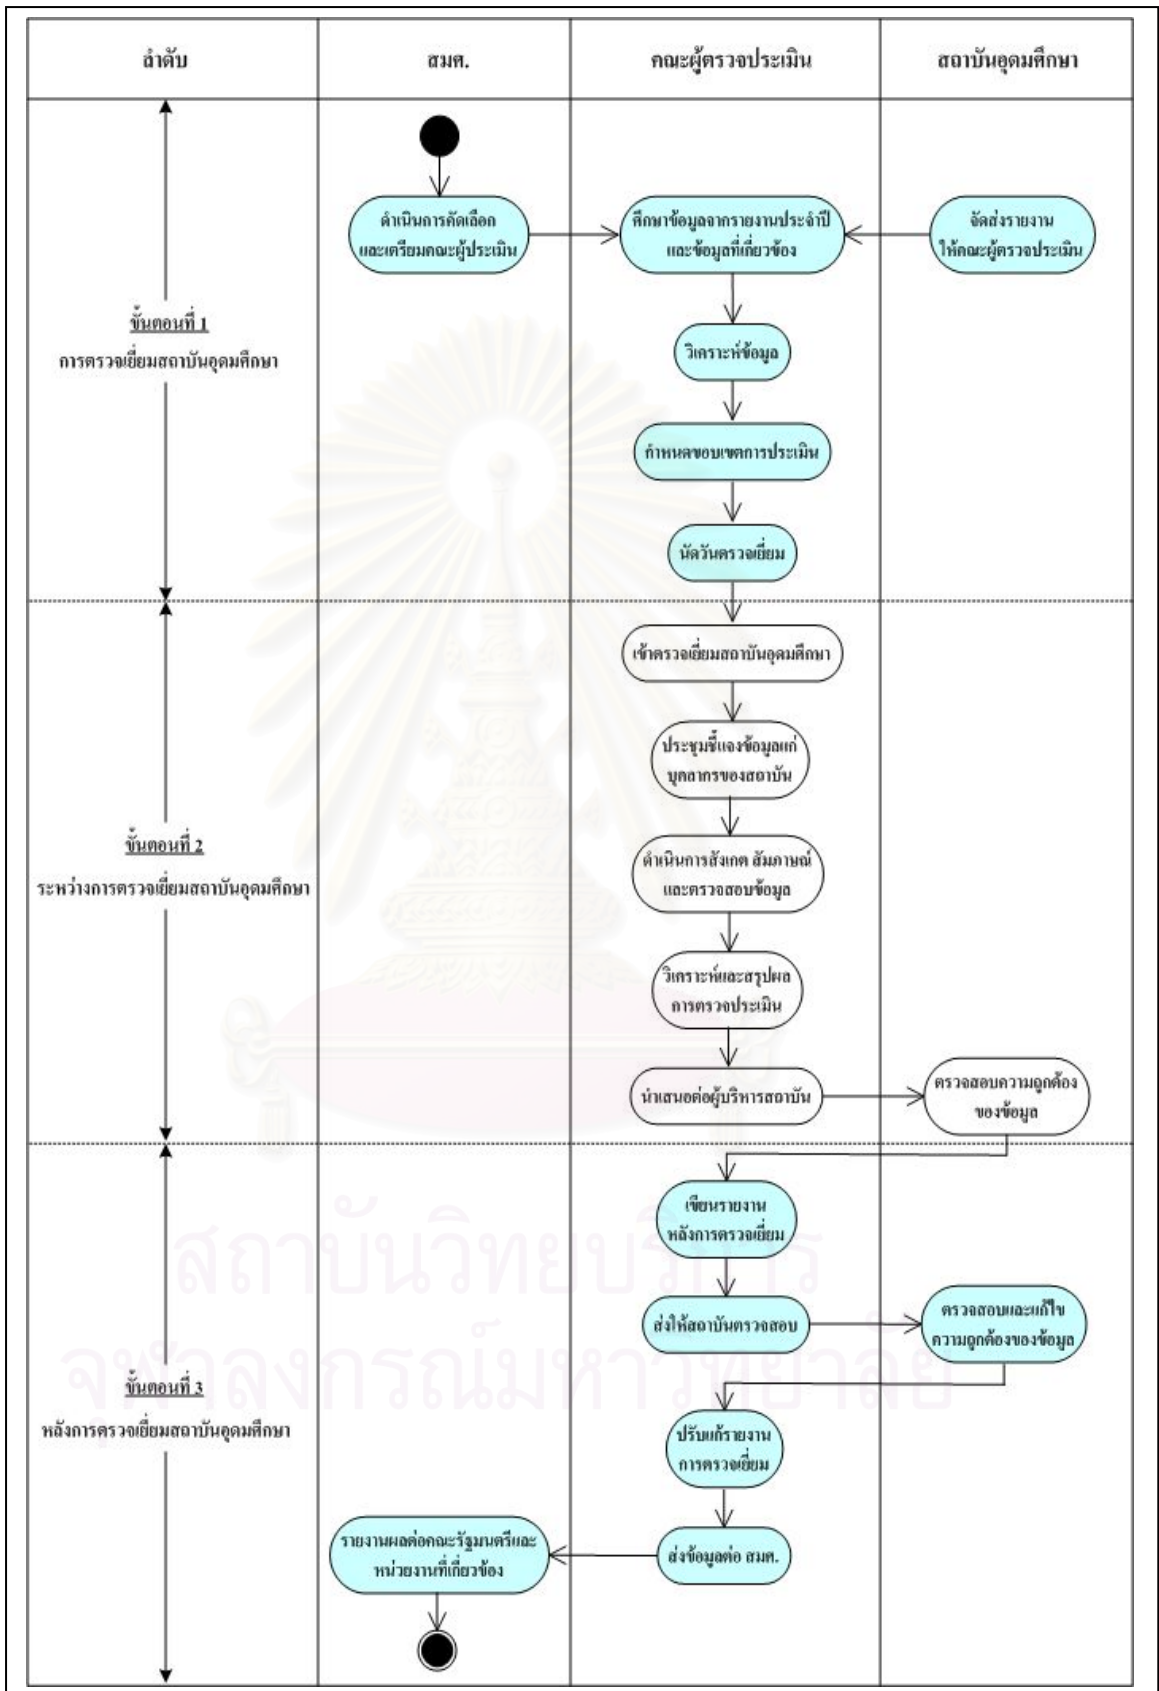 ลำดับ
สมศ.
คณะผู้ตรวจประเมิน
สถาบันอุดมศึกษา
ดำเนินการคัดเลือก
และเตรียมคณะผู้ประเมิน
ศึกษาข้อมูลจากรายงานประจำปี
และข้อมูลที่เกี่ยวข้อง
จัดส่งรายงาน
ให้คณะผู้ตรวจประเมิน
ขั้นตอนที่ 1
การตรวจเยี่ยมสถาบันอุดมศึกษา
วิเคราะห์ข้อมูล
กำหนดขอบเขตการประเมิน
นัดวันตรวจเยี่ยม
เข้าตรวจเยี่ยมสถาบันอุดมศึกษา
ประชุมชี้แจงข้อมูลแก่
บุคลากรของสถาบัน
ขั้นตอนที่ 2
ระหว่างการตรวจเยี่ยมสถาบันอุดมศึกษา
ดำเนินการสังเกต สัมภาษณ์
และตรวจสอบข้อมูล
วิเคราะห์และสรุปผล
การตรวจประเมิน
นำเสนอต่อผู้บริหารสถาบัน
ตรวจสอบความถูกต้อง
ของข้อมูล
เขียนรายงาน
หลังการตรวจเยี่ยม
สถาบันวิทยบริการ
ส่งให้สถาบันตรวจสอบ
ตรวจสอบและแก้ไข
ความถูกต้องของข้อมูล
จุฬาลงกรณ์มหาวิทยาลัย
ขั้นตอนที่ 3
หลังการตรวจเยี่ยมสถาบันอุดมศึกษา
ปรับแก้รายงาน
การตรวจเยี่ยม
รายงานผลต่อคณะรัฐมนตรีและ
หน่วยงานที่เกี่ยวข้อง
ส่งข้อมูลต่อ สมศ.